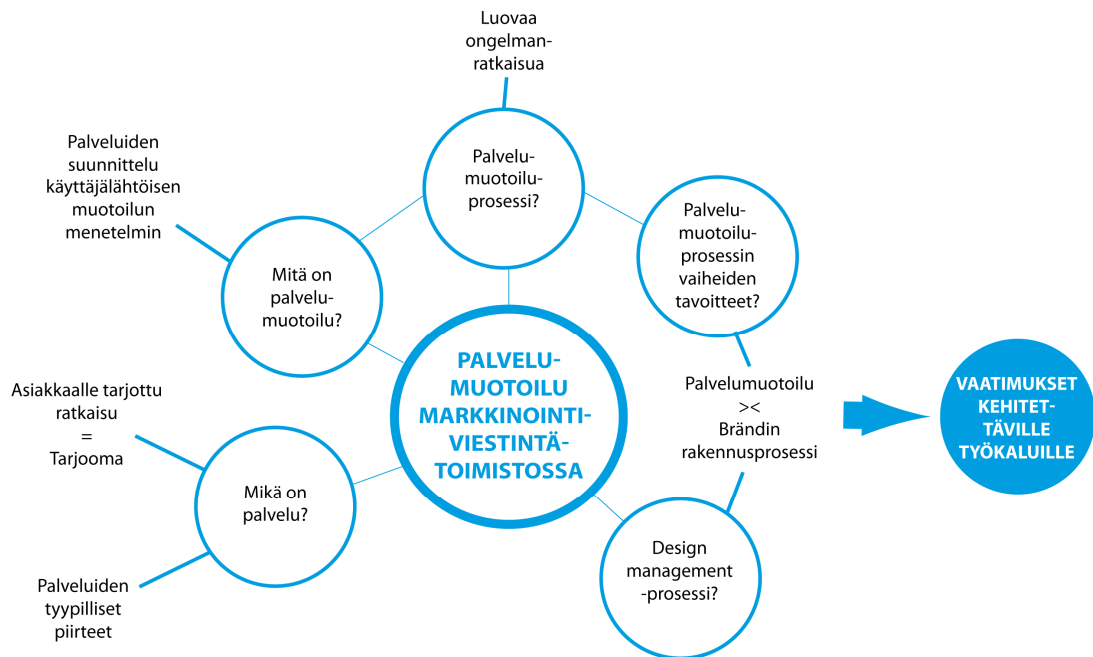 Luovaa
ongelman-
ratkaisua
Palveluiden
suunnittelu
käyttäjälähtöisen
muotoilun
menetelmin
Palvelu-
muotoilu-
prosessi?
Palvelu-
muotoilu-
prosessin
vaiheiden
tavoitteet?
Mitä on
palvelu-
muotoilu?
PALVELU-
MUOTOILU
MARKKINOINTI-
VIESTINTÄ-
TOIMISTOSSA
Asiakkaalle tarjottu
ratkaisu
=
Tarjooma
Palvelumuotoilu
><
Brändin
rakennusprosessi
VAATIMUKSET
KEHITET-
TÄVILLE
TYÖKALUILLE
Mikä on
palvelu?
Design
management
-prosessi?
Palveluiden
tyypilliset
piirteet